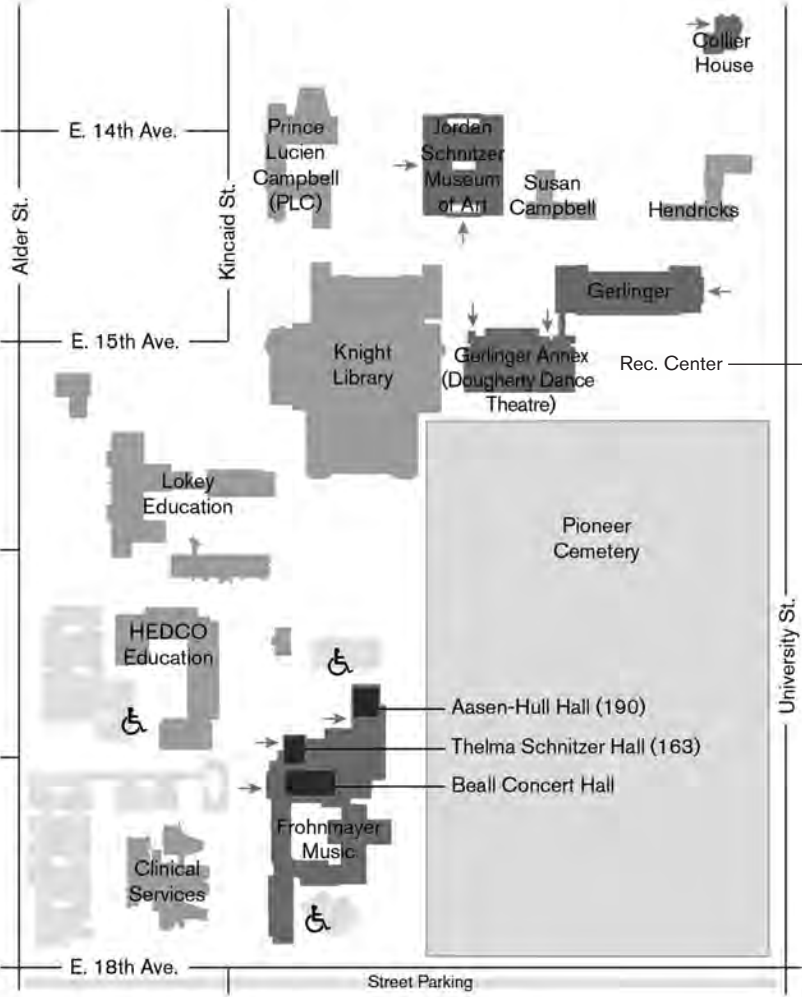 Collier
House
E. 14th Ave.
Prince
Lucien
Campbell
(PLC)
Jordan
Schnitzer
Museum
of Art
Susan
Campbell
Hendricks
Alder St.
Kincaid St.
Gerlinger
E. 15th Ave.
Knight
Library
Gerlinger Annex
(Dougherty Dance
Theatre)
Rec. Center
Lokey
Education
Pioneer
Cemetery
University St.
HEDCO
Education
Aasen-Hull Hall (190)
Thelma Schnitzer Hall (163)
Beall Concert Hall
Frohnmayer
Music
Clinical
Services
E. 18th Ave.
Street Parking